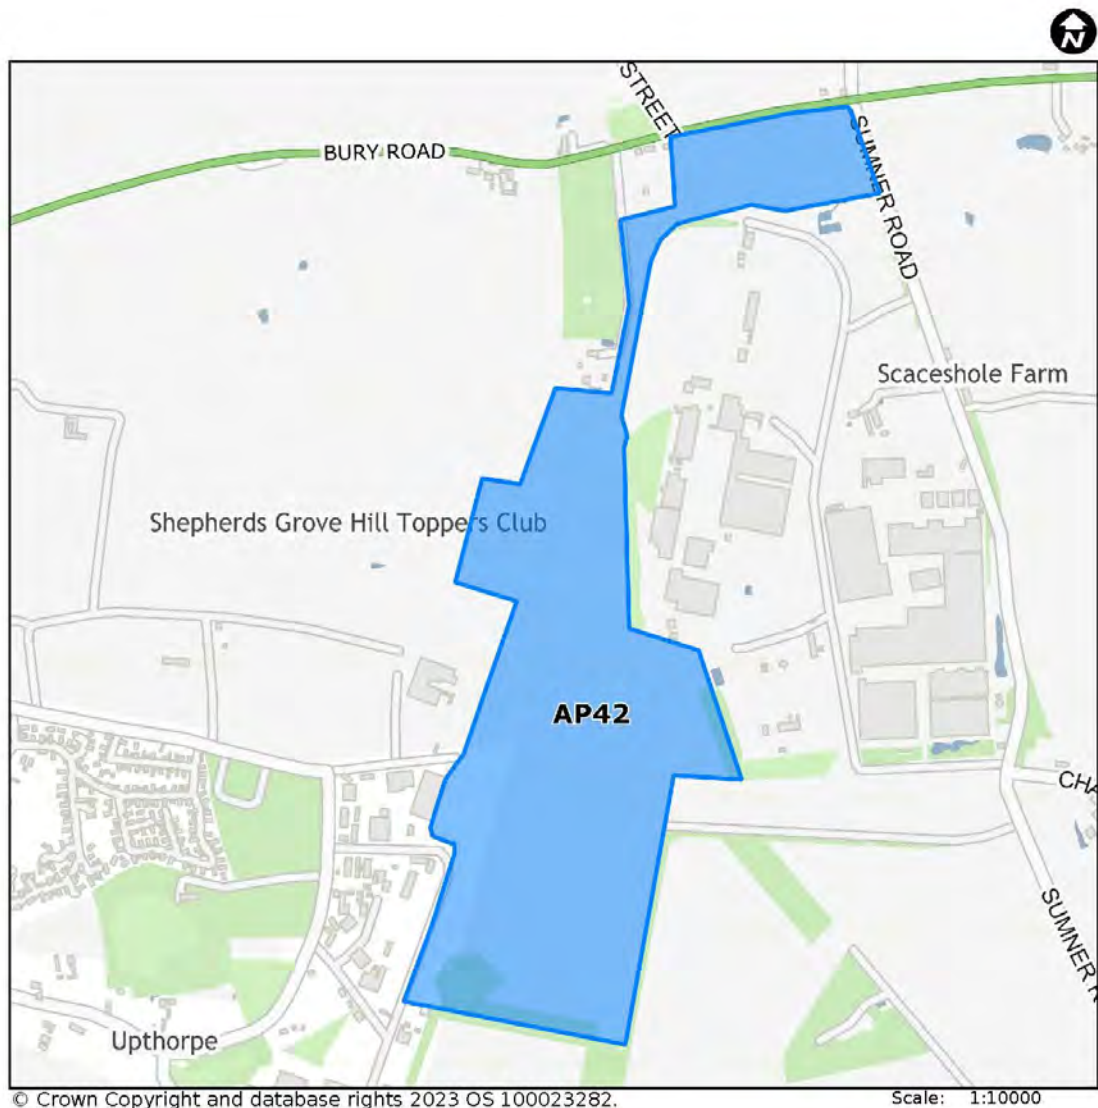 N
STREET
BURY ROAD
SUMNER ROAD
Scaceshole Farm
Shepherds Grove Hill Toppers Club
AP42
CHA
SUMNER R
Upthorpe
© Crown Copyright and database rights 2023 OS 100023282.
Scale: 1:10000